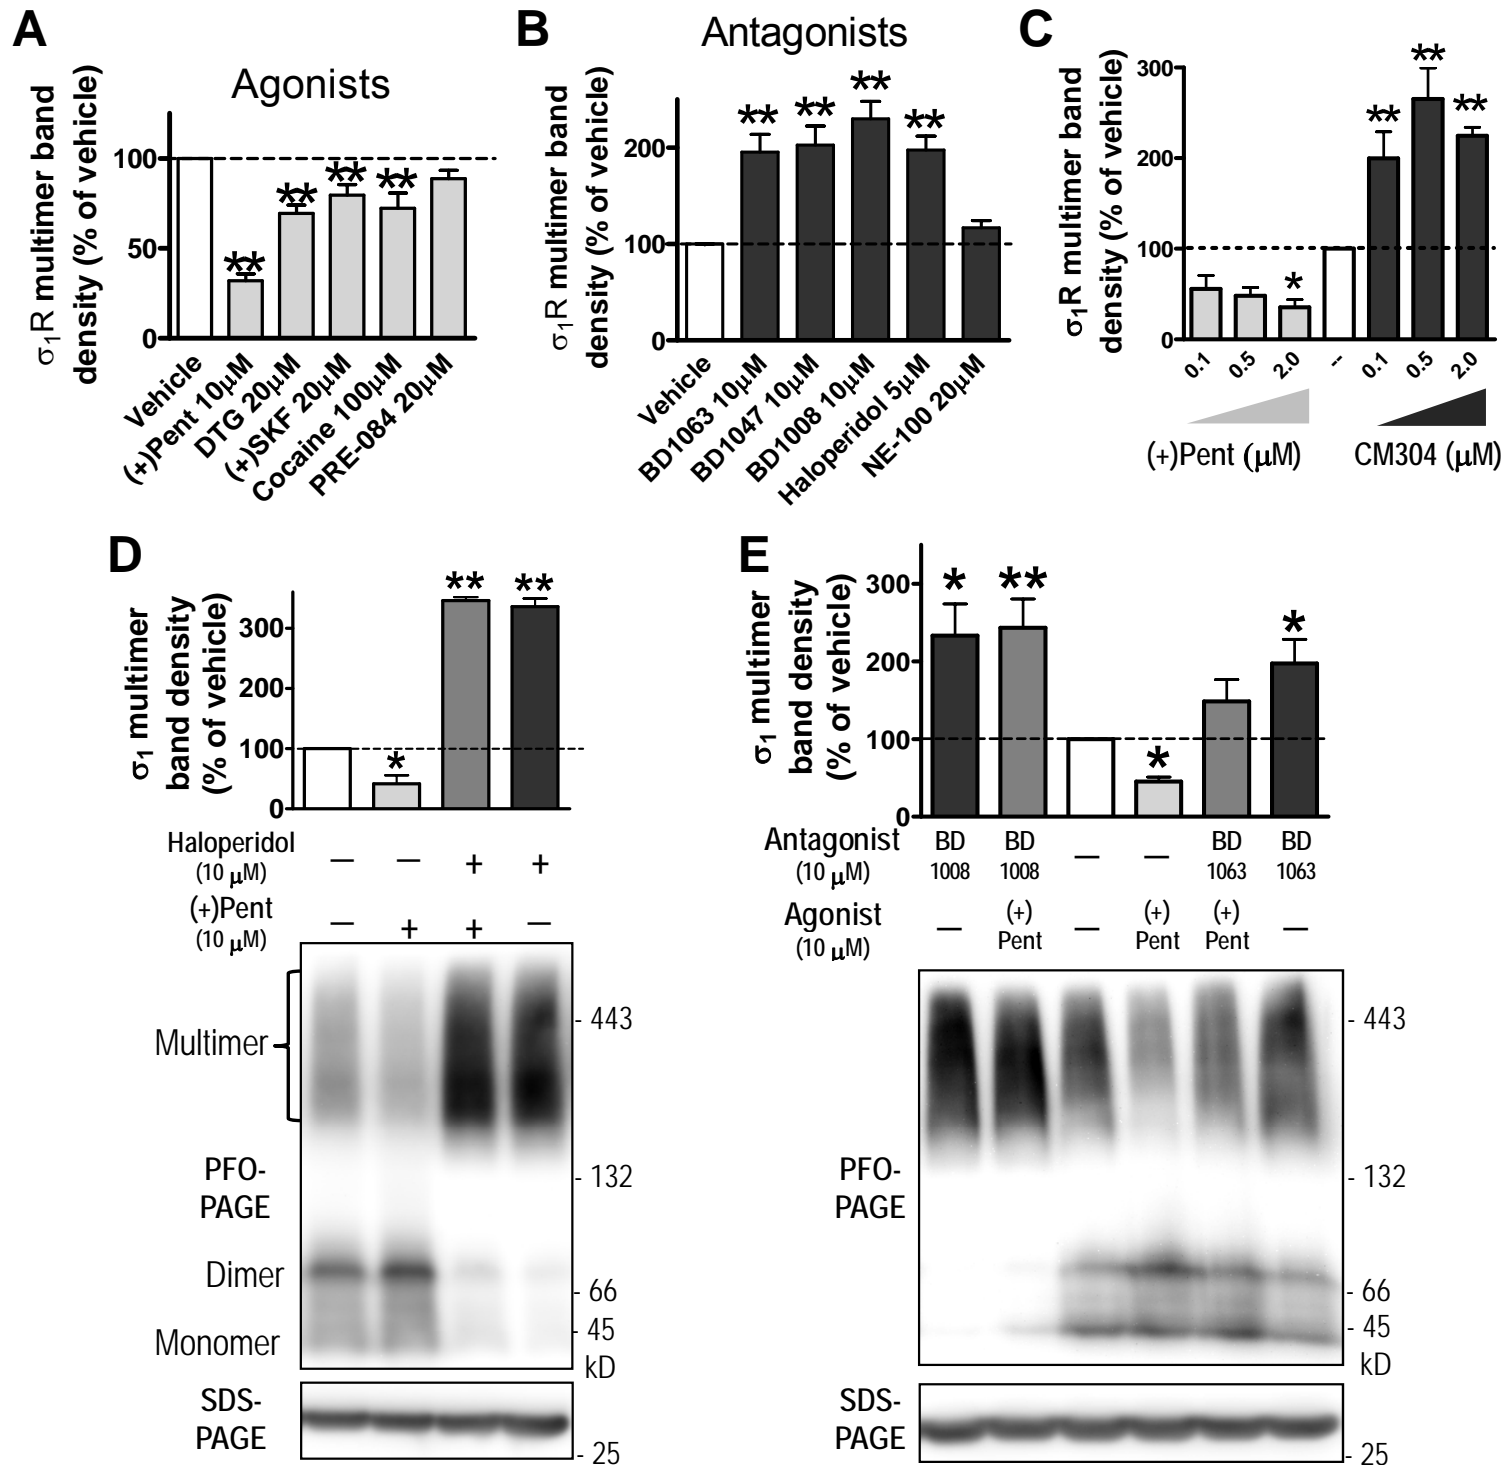 A
Agonists
σ1R multimer band
density (% of vehicle)
100
50
0
** ** ** **
Vehicle
(+)Pent 10μM
DTG 20μM
(+)SKF 20μM
Cocaine 100μM
PRE-084 20μM
B
Antagonists
σ1R multimer band
density (% of vehicle)
200
100
0
** ** ** **
Vehicle
BD1063 10μM
BD1047 10μM
BD1008 10μM
Haloperidol 5μM
NE-100 20μM
C
σ1R multimer band
density (% of vehicle)
300
200
100
0
* ** ** **
0.1 0.5 2.0 -- 0.1 0.5 2.0
(+)Pent (μM) CM304 (μM)
D
σ1 multimer
band density
(% of vehicle)
300
200
100
0
* ** **
Haloperidol
(10 μM)
— — + +
(+)Pent
(10 μM)
— + + —
Multimer
PFO-
PAGE
Dimer
Monomer
- 443
- 132
- 66
- 45
kD
SDS-
PAGE
- 25
E
σ1 multimer
band density
(% of vehicle)
300
200
100
0
* ** * *
Antagonist
(10 μM)
BD BD — — BD BD
1008 1008 1063 1063
Agonist
(10 μM)
— (+) — (+) (+) —
Pent Pent Pent
PFO-
PAGE
- 443
- 132
- 66
- 45
kD
SDS-
PAGE
- 25